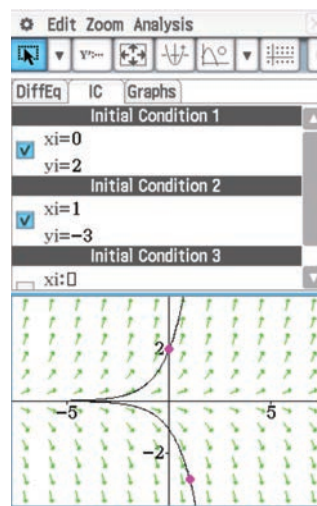 Edit Zoom Analysis
DiffEq IC Graphs
Initial Condition 1
xi=0
yi=2
Initial Condition 2
xi=1
yi=-3
Initial Condition 3
xi:▯
2
-5 5
-2